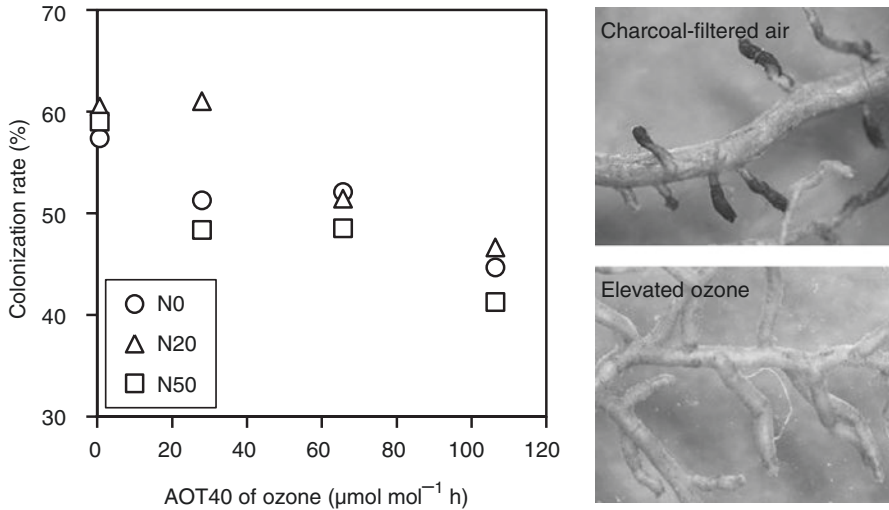 70
60
50
40
30
Colonization rate (%)
N0
N20
N50
0 20 40 60 80 100 120
AOT40 of ozone (μmol mol⁻¹ h)
Charcoal-filtered air
Elevated ozone